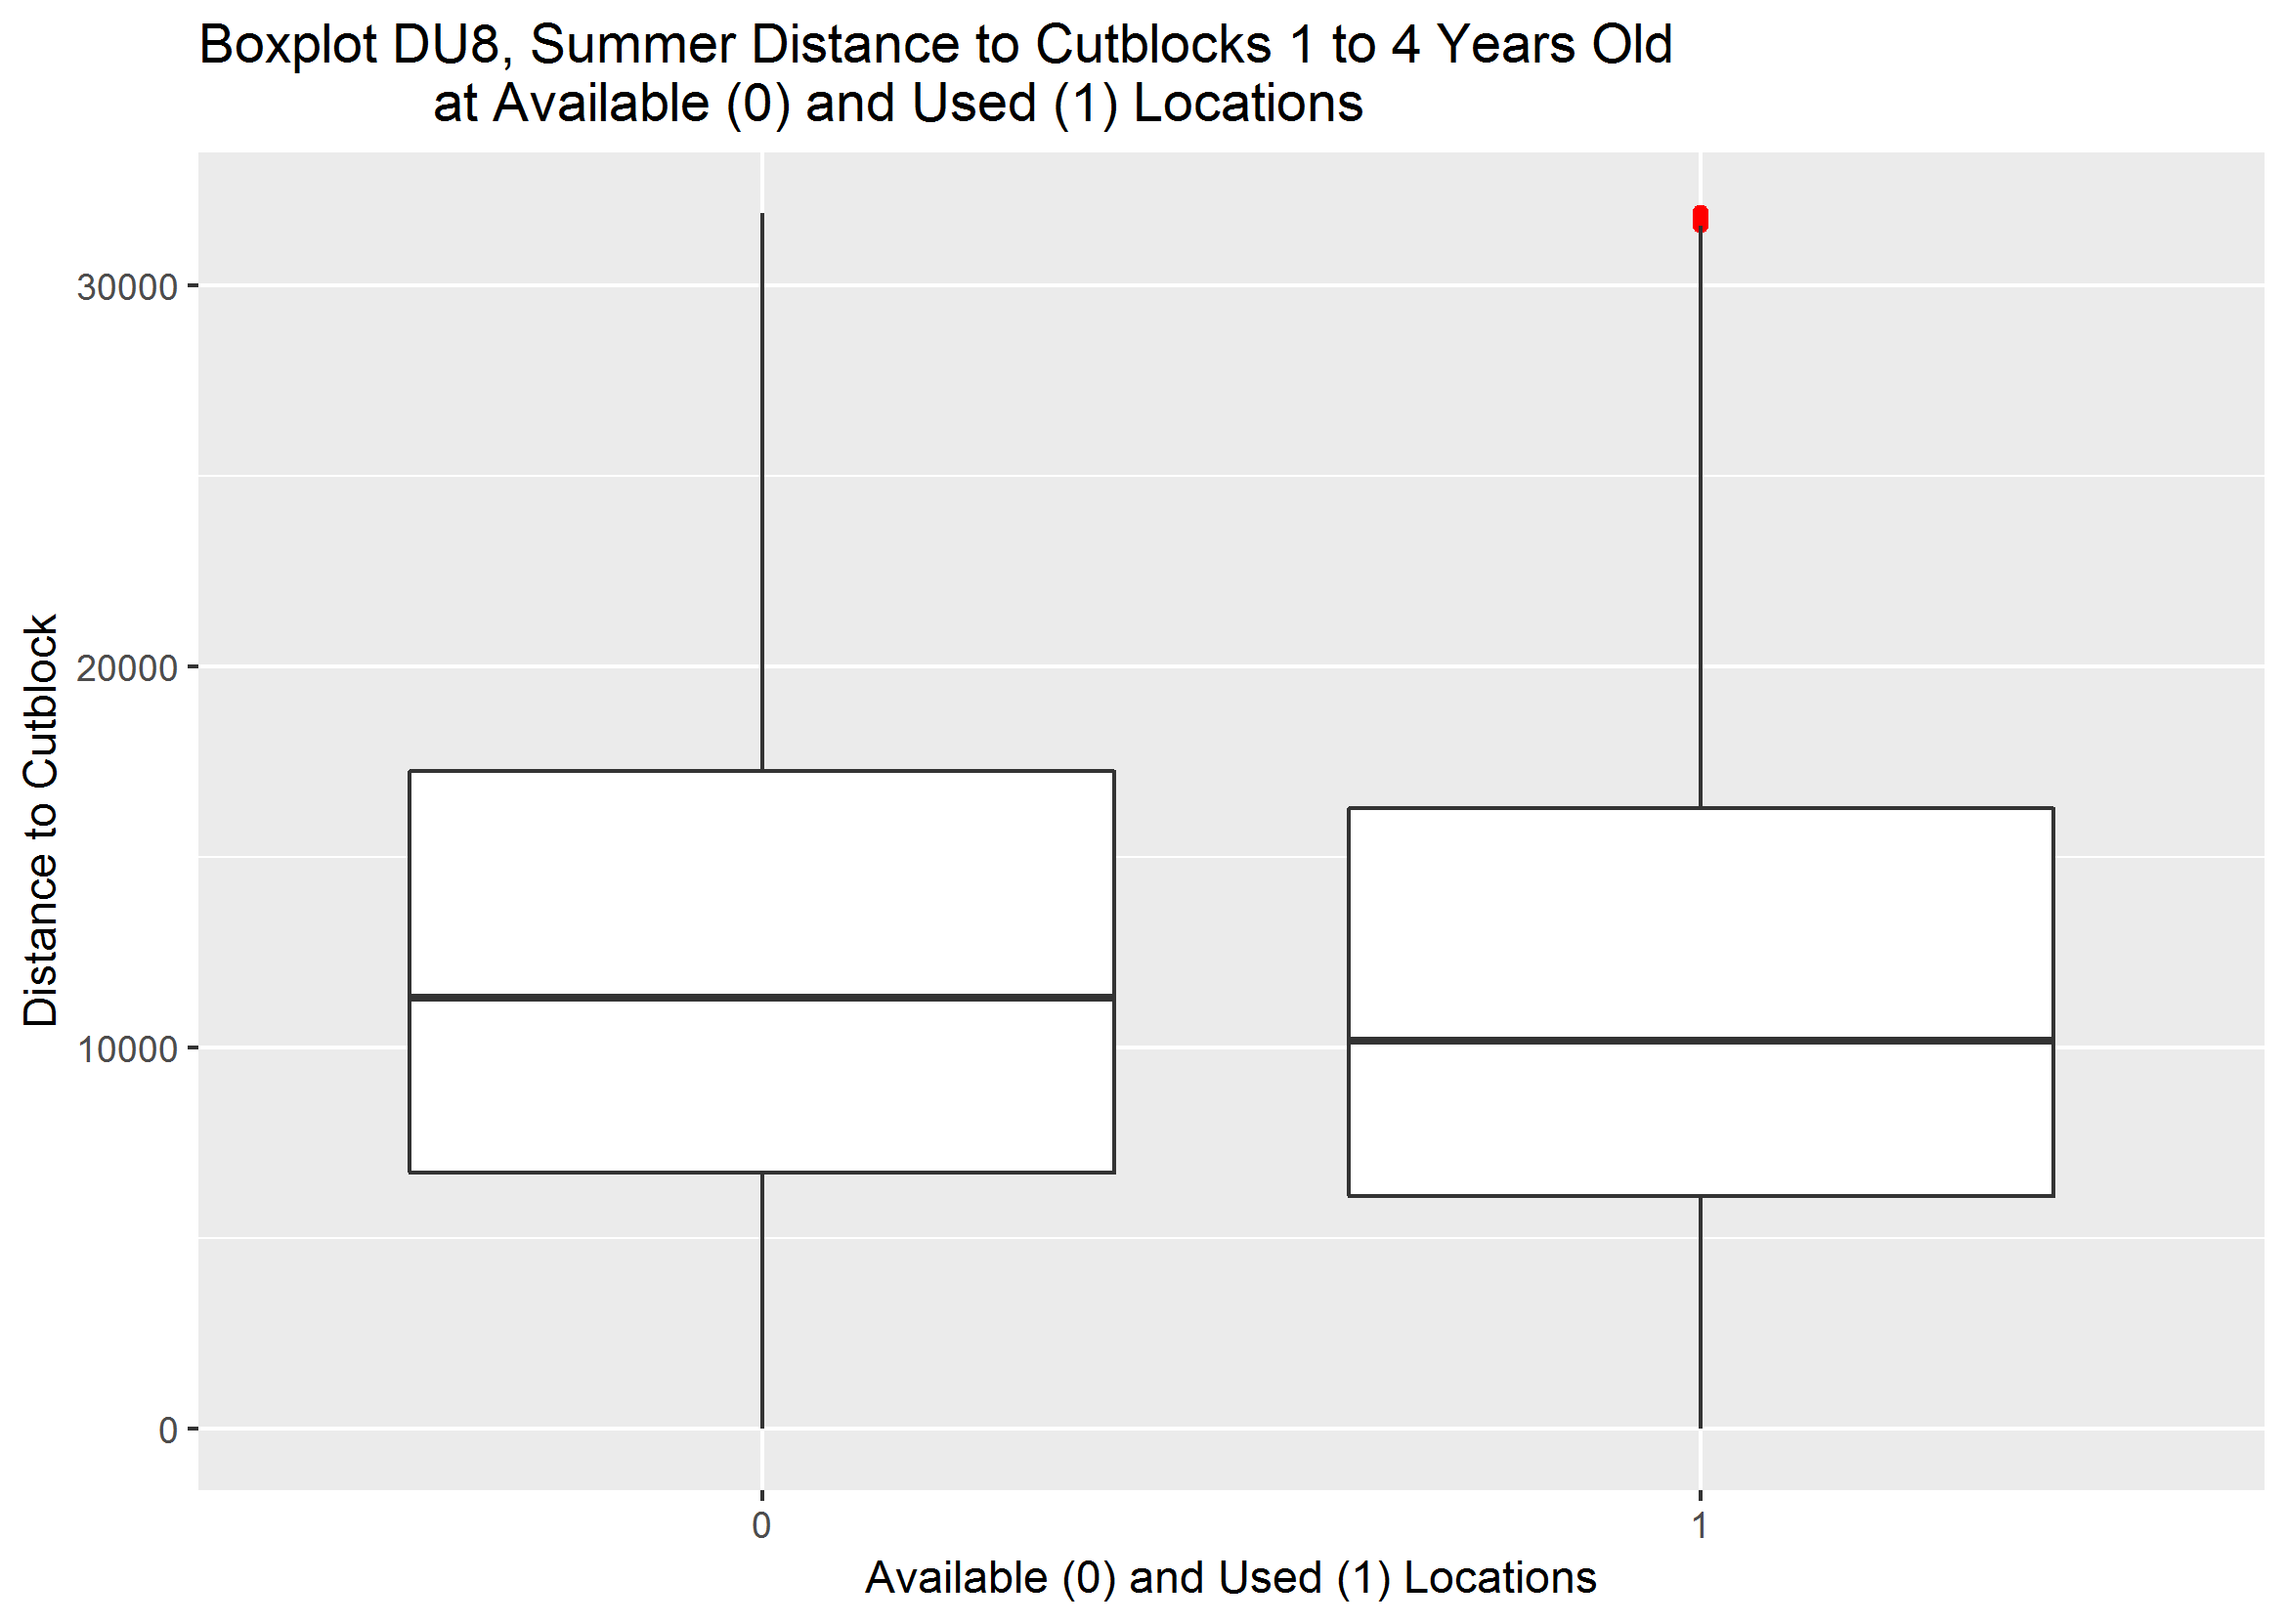 Boxplot DU8, Summer Distance to Cutblocks 1 to 4 Years Old
at Available (0) and Used (1) Locations
Distance to Cutblock
30000
20000
10000
0
0
1
Available (0) and Used (1) Locations